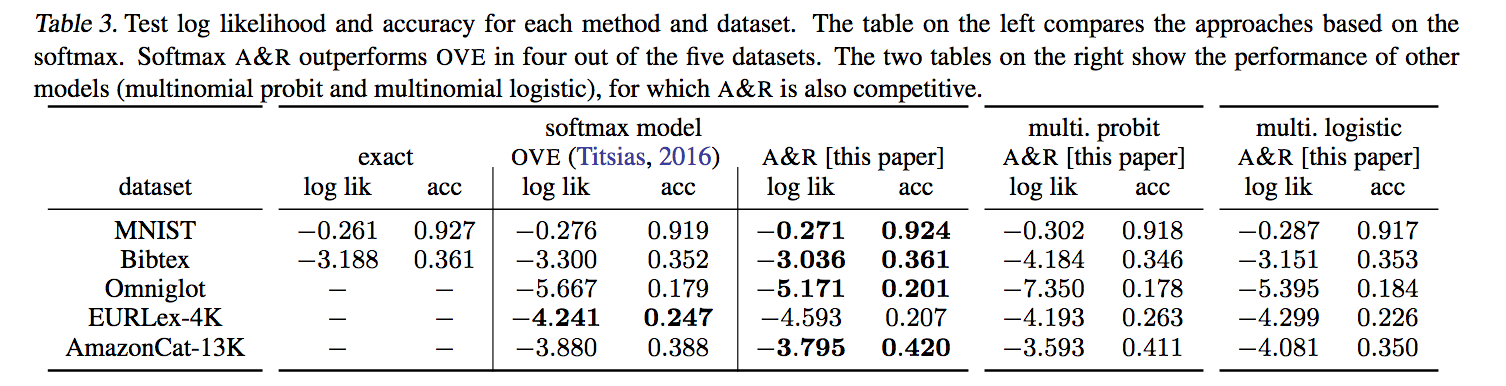 Table 3. Test log likelihood and accuracy for each method and dataset. The table on the left compares the approaches based on the
softmax. Softmax A&R outperforms OVE in four out of the five datasets. The two tables on the right show the performance of other
models (multinomial probit and multinomial logistic), for which A&R is also competitive.
softmax model multi. probit multi. logistic
exact OVE (Titsias, 2016) A&R [this paper] A&R [this paper] A&R [this paper]
dataset log lik acc log lik acc log lik acc log lik acc log lik acc
MNIST −0.261 0.927 −0.276 0.919 −0.271 0.924 −0.302 0.918 −0.287 0.917
Bibtex −3.188 0.361 −3.300 0.352 −3.036 0.361 −4.184 0.346 −3.151 0.353
Omniglot − − −5.667 0.179 −5.171 0.201 −7.350 0.178 −5.395 0.184
EURLex-4K − − −4.241 0.247 −4.593 0.207 −4.193 0.263 −4.299 0.226
AmazonCat-13K − − −3.880 0.388 −3.795 0.420 −3.593 0.411 −4.081 0.350